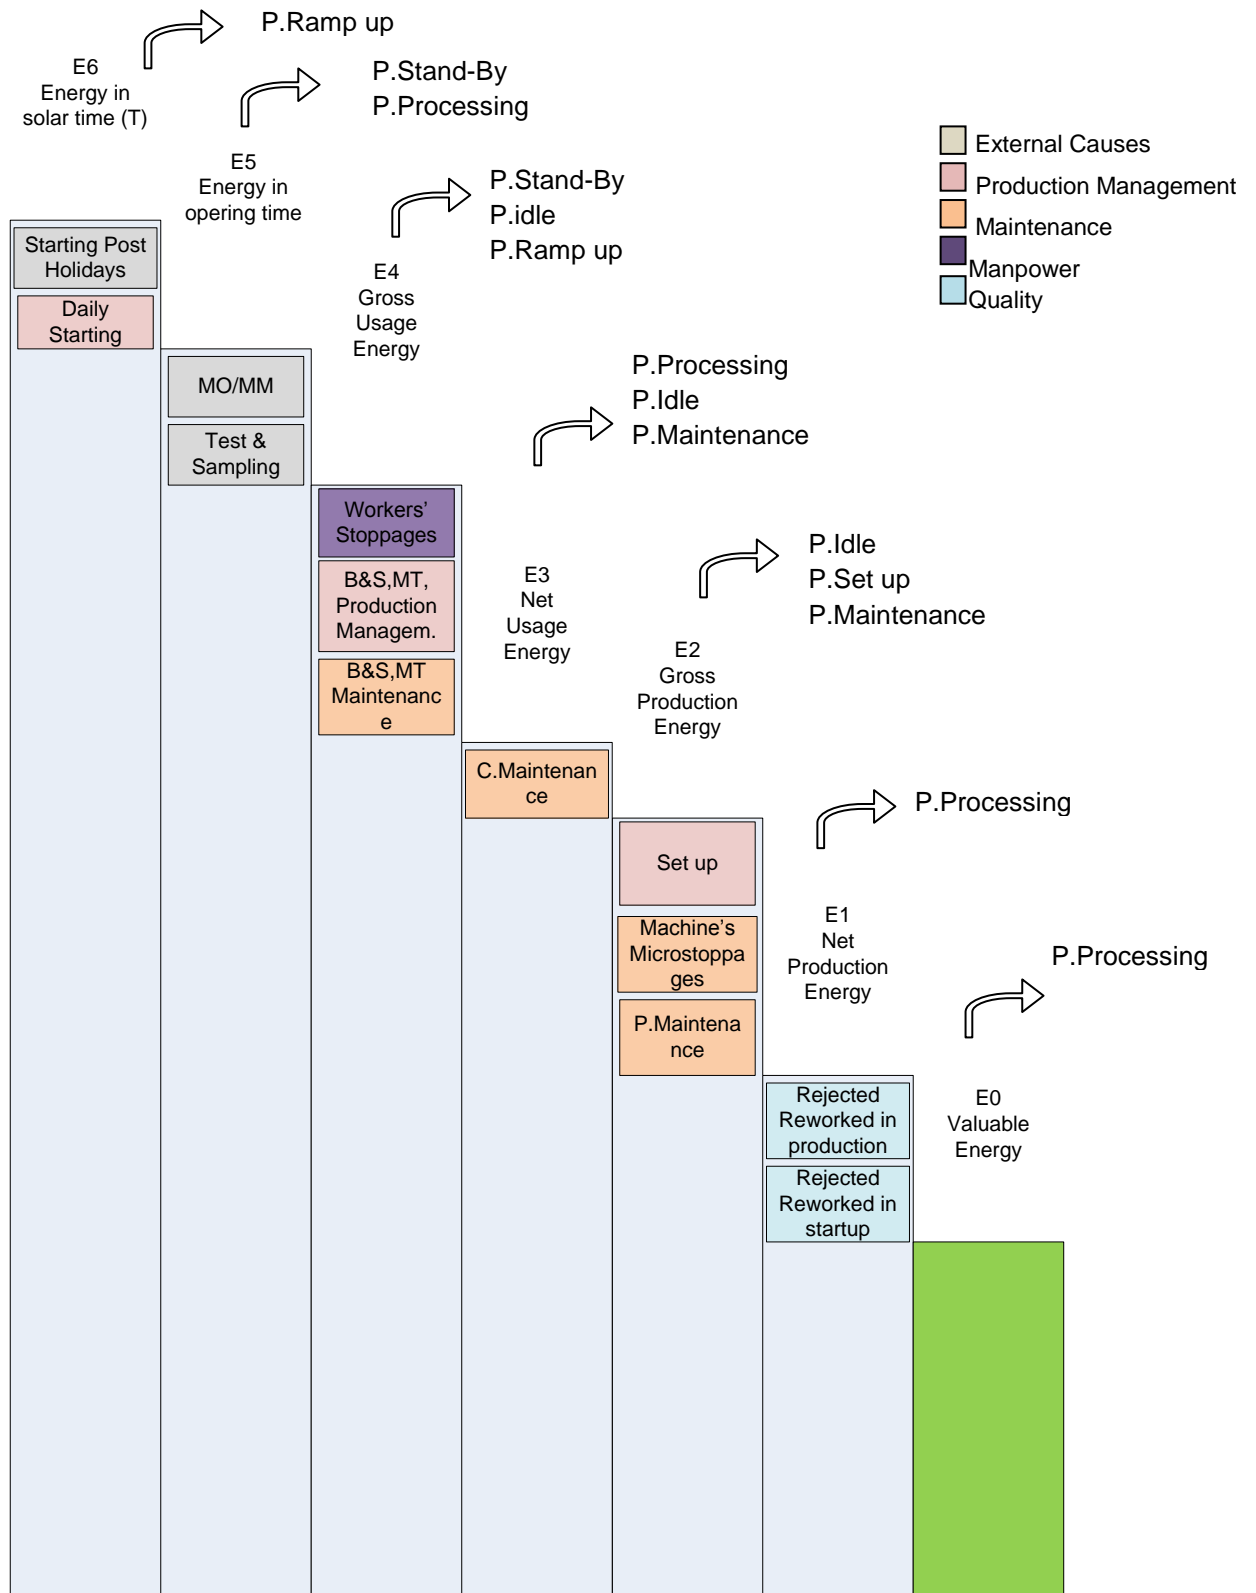 P.Ramp up
E6
Energy in
solar time (T)
P.Stand-By
P.Processing
E5
Energy in
opering time
P.Stand-By
P.idle
P.Ramp up
E4
Gross
Usage
Energy
External Causes
Production Management
Maintenance
Manpower
Quality
Starting Post
Holidays
Daily
Starting
MO/MM
Test &
Sampling
P.Processing
P.Idle
P.Maintenance
Workers'
Stoppages
B&S,MT,
Production
Managem.
B&S,MT
Maintenanc
e
E3
Net
Usage
Energy
P.Idle
P.Set up
P.Maintenance
E2
Gross
Production
Energy
C.Maintenan
ce
P.Processing
Set up
Machine's
Microstoppa
ges
P.Maintena
nce
E1
Net
Production
Energy
P.Processing
Rejected
Reworked in
production
Rejected
Reworked in
startup
E0
Valuable
Energy